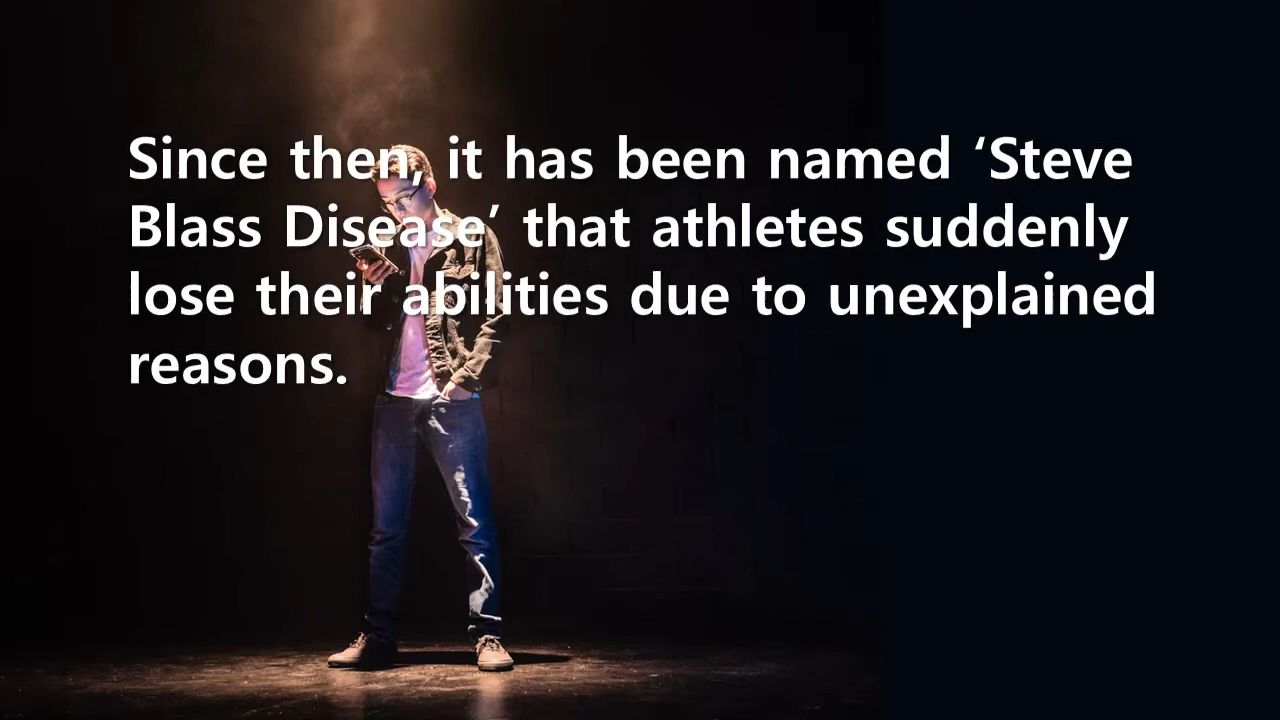 Since then, it has been named ‘Steve
Blass Disease’ that athletes suddenly
lose their abilities due to unexplained
reasons.